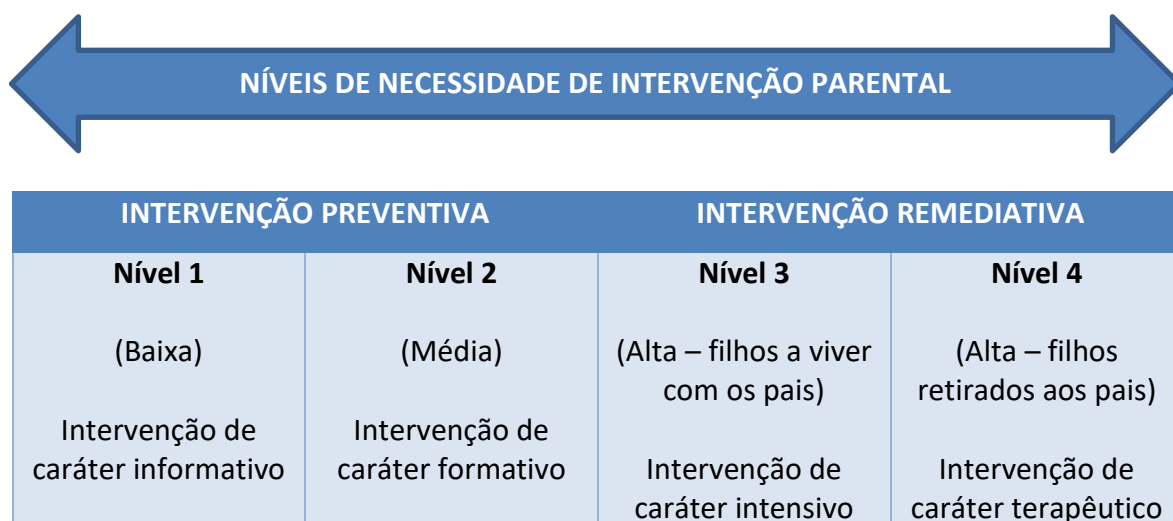 NÍVEIS DE NECESSIDADE DE INTERVENÇÃO PARENTAL
INTERVENÇÃO PREVENTIVA
INTERVENÇÃO REMEDIATIVA
Nível 1
(Baixa)
Intervenção de
caráter informativo
Nível 2
(Média)
Intervenção de
caráter formativo
Nível 3
(Alta – filhos a viver
com os pais)
Intervenção de
caráter intensivo
Nível 4
(Alta – filhos
retirados aos pais)
Intervenção de
caráter terapêutico